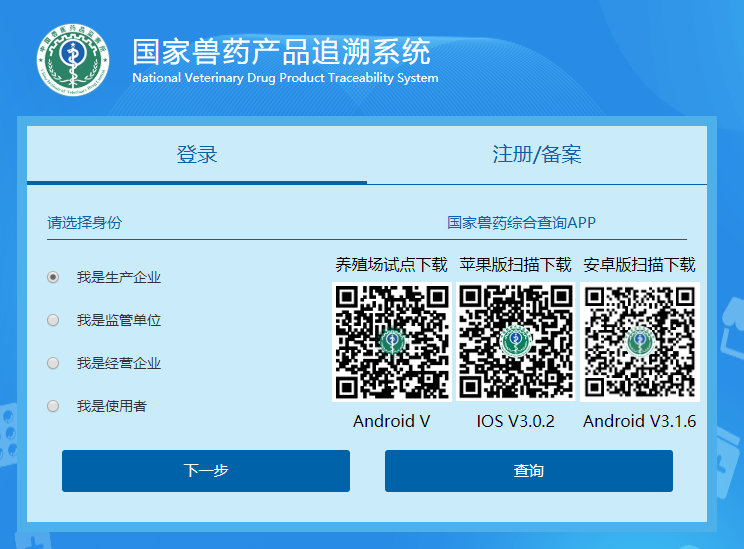 国家兽药产品追溯系统
National Veterinary Drug Product Traceability System
登录 注册/备案
请选择身份 国家兽药综合查询APP
养殖场试点下载 苹果版扫描下载 安卓版扫描下载
我是生产企业
我是监管单位
我是经营企业
我是使用者
Android V IOS V3.0.2 Android V3.1.6
下一步 查询